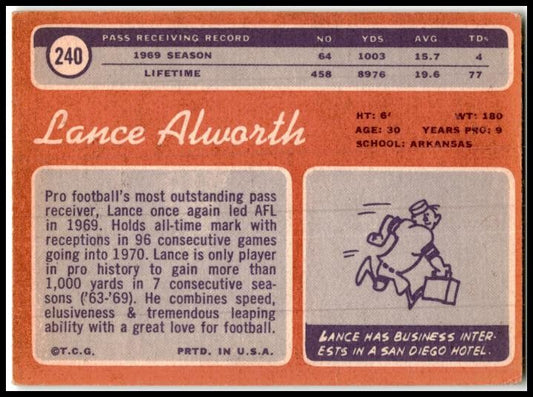 240
PASS RECEIVING RECORD NO YDS AVG TDs
1969 SEASON 64 1003 15.7 4
LIFETIME 458 8976 19.6 77
Lance Alworth
HT: 6' WT: 180
AGE: 30 YEARS PRO: 9
SCHOOL: ARKANSAS
Pro football's most outstanding pass
receiver, Lance once again led AFL
in 1969. Holds all-time mark with
receptions in 96 consecutive games
going into 1970. Lance is only player
in pro history to gain more than
1,000 yards in 7 consecutive sea-
sons ('63-'69). He combines speed,
elusiveness & tremendous leaping
ability with a great love for football.
©T.C.G. PRTD. IN U.S.A.
LANCE HAS BUSINESS INTER-
ESTS IN A SAN DIEGO HOTEL.